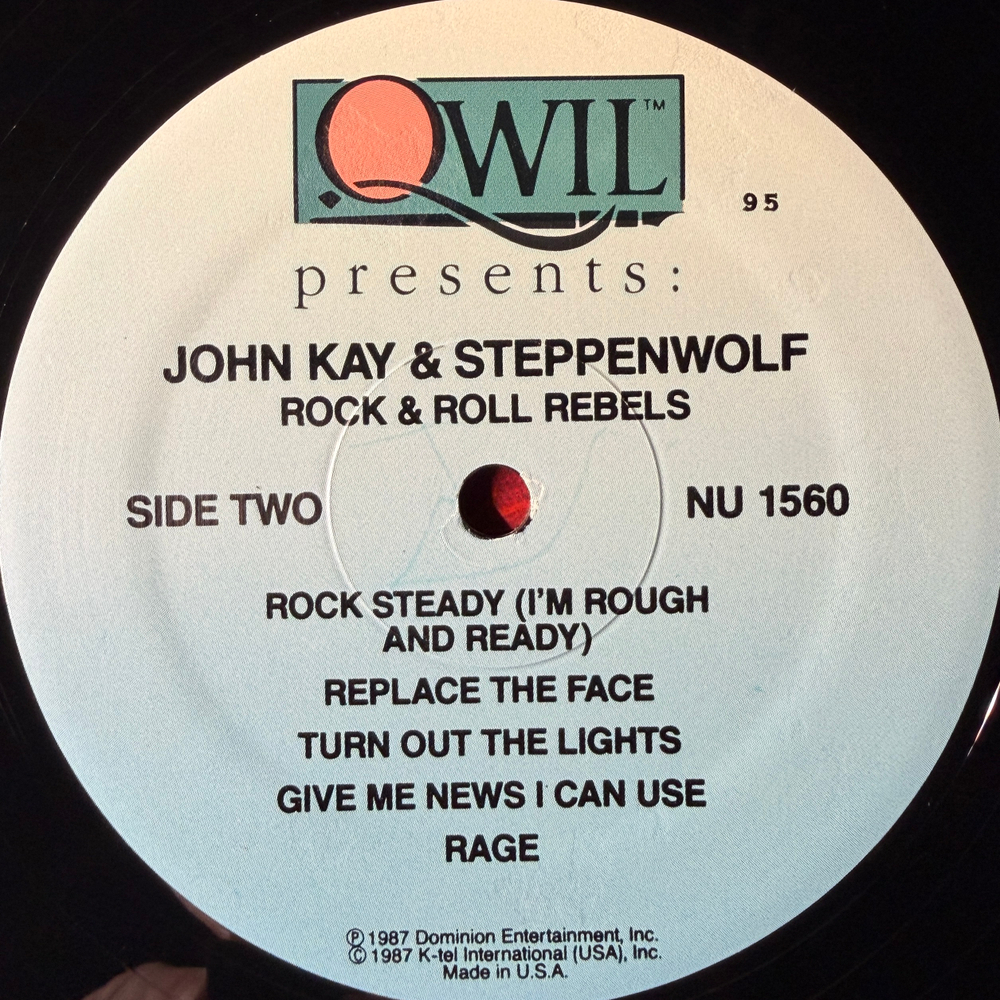 QWIL™
95
presents:
JOHN KAY & STEPPENWOLF
ROCK & ROLL REBELS
SIDE TWO
NU 1560
ROCK STEADY (I'M ROUGH
AND READY)
REPLACE THE FACE
TURN OUT THE LIGHTS
GIVE ME NEWS I CAN USE
RAGE
℗ 1987 Dominion Entertainment, Inc.
© 1987 K-tel International (USA), Inc.
Made in U.S.A.